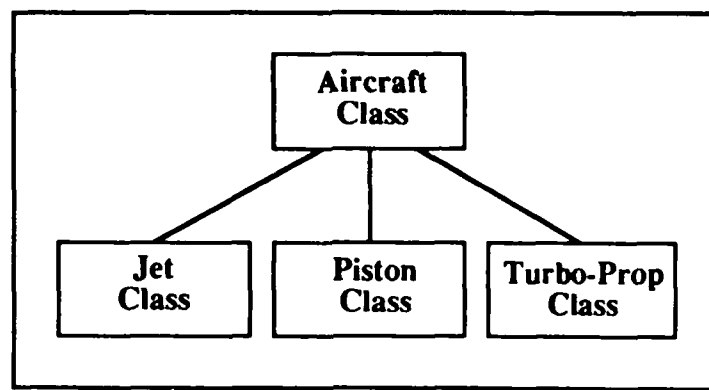 Aircraft
Class
Jet
Class
Piston
Class
Turbo-Prop
Class